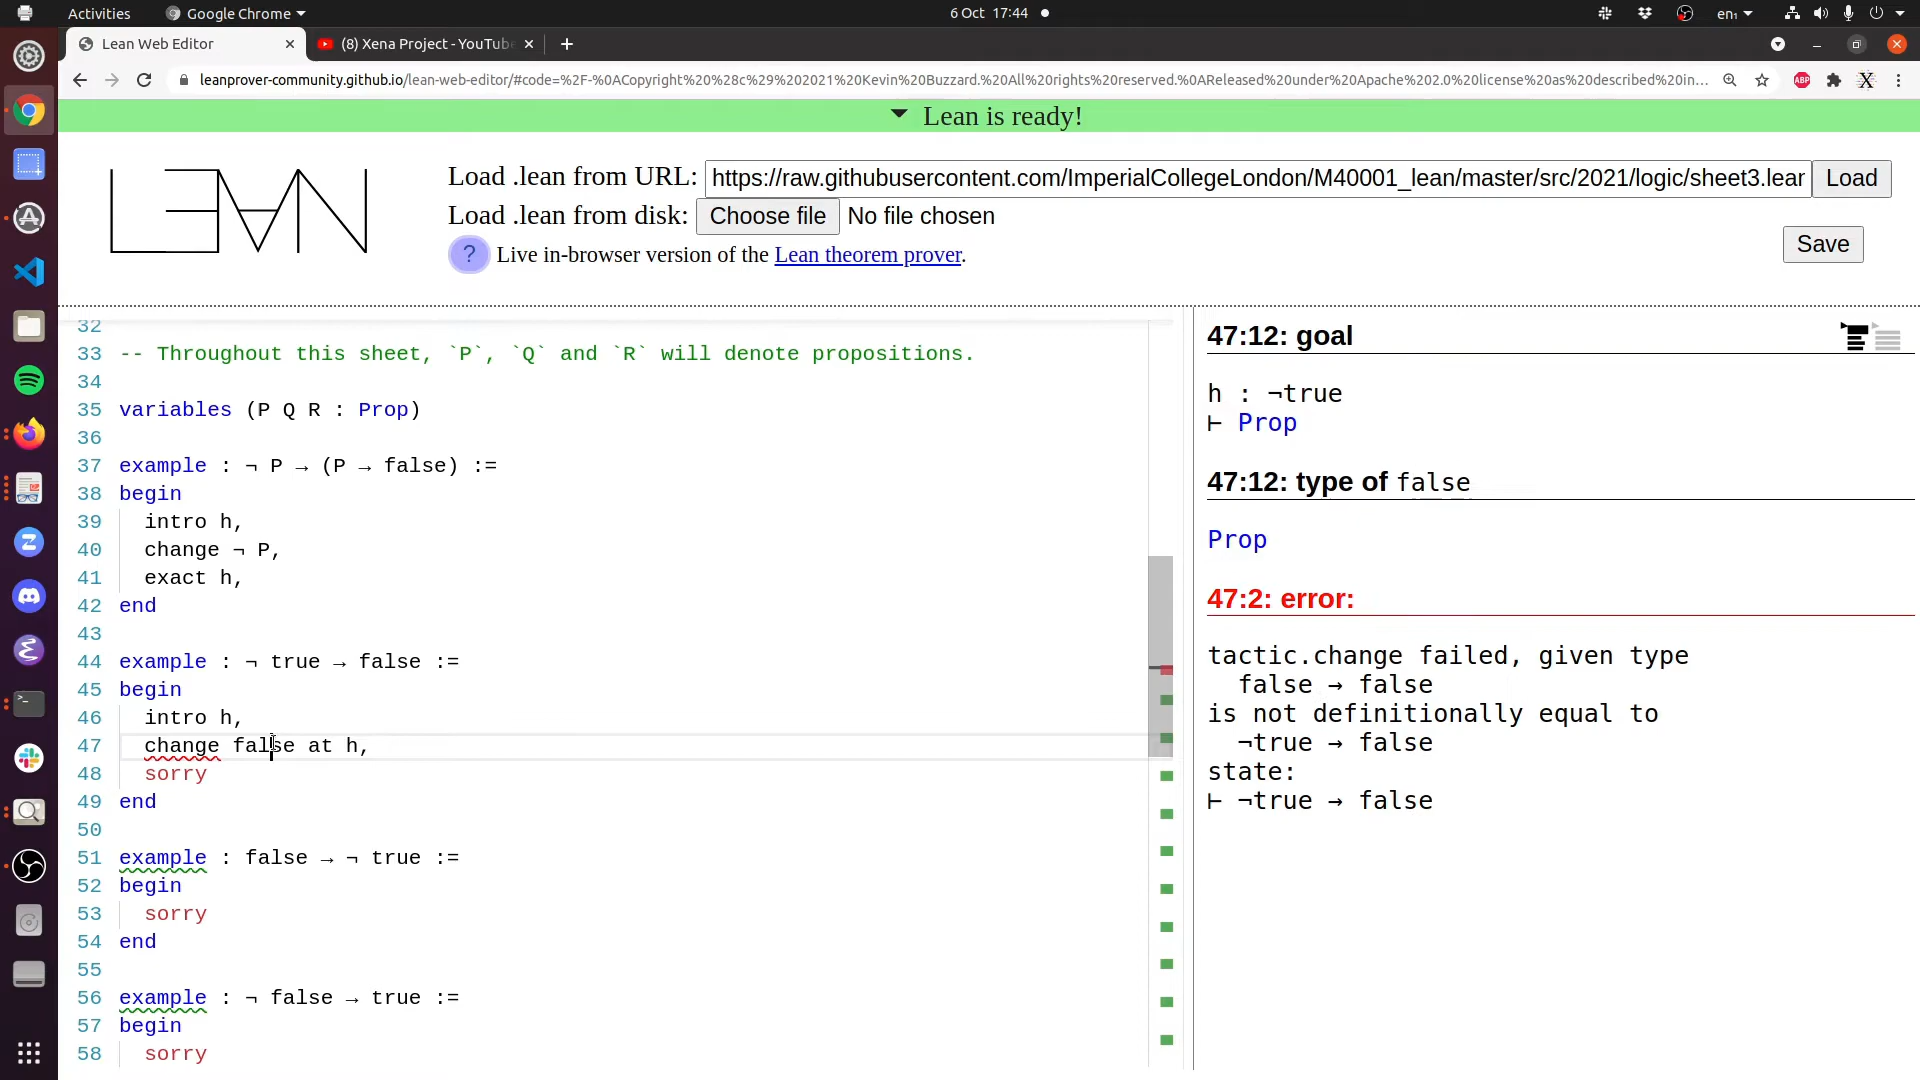 Activities
Google Chrome
6 Oct 17:44
en₁
Lean Web Editor
(8) Xena Project - YouTube
leanprover-community.github.io/lean-web-editor/#code=%2F-%0ACopyright%20%28c%29%202021%20Kevin%20Buzzard.%20All%20rights%20reserved.%0AReleased%20under%20Apache%202.0%20license%20as%20described%20in...
ABP
X
Lean is ready!
LEAN
Load .lean from URL: https://raw.githubusercontent.com/ImperialCollegeLondon/M40001_lean/master/src/2021/logic/sheet3.lean Load
Load .lean from disk: Choose file No file chosen
? Live in-browser version of the Lean theorem prover.
Save
32
33 -- Throughout this sheet, `P`, `Q` and `R` will denote propositions.
34
35 variables (P Q R : Prop)
36
37 example : ¬ P → (P → false) :=
38 begin
39 intro h,
40 change ¬ P,
41 exact h,
42 end
43
44 example : ¬ true → false :=
45 begin
46 intro h,
47 change false at h,
48 sorry
49 end
50
51 example : false → ¬ true :=
52 begin
53 sorry
54 end
55
56 example : ¬ false → true :=
57 begin
58 sorry
47:12: goal
h : ¬true
⊢ Prop
47:12: type of false
Prop
47:2: error:
tactic.change failed, given type
false → false
is not definitionally equal to
¬true → false
state:
⊢ ¬true → false